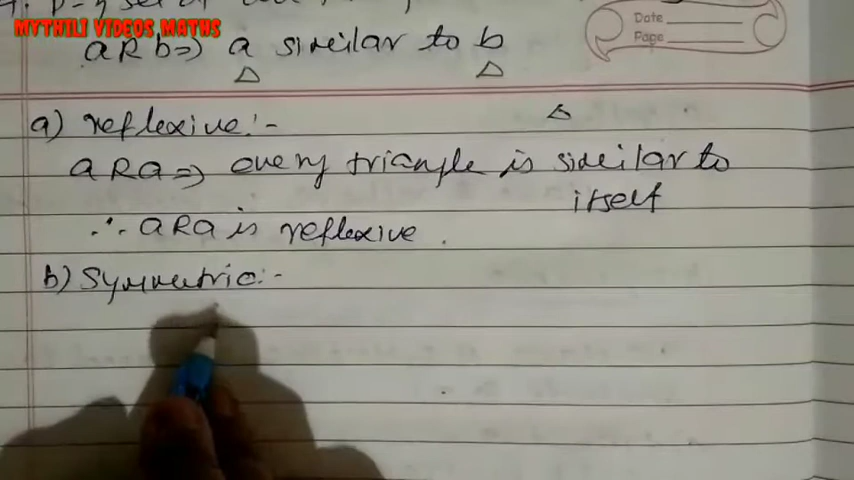 MYTHILI VIDEOS MATHS
Date
Page
aRb => a similar to b
a) reflexive:-
aRa => every triangle is similar to
itself
∴ aRa is reflexive.
b) Symmetric:-